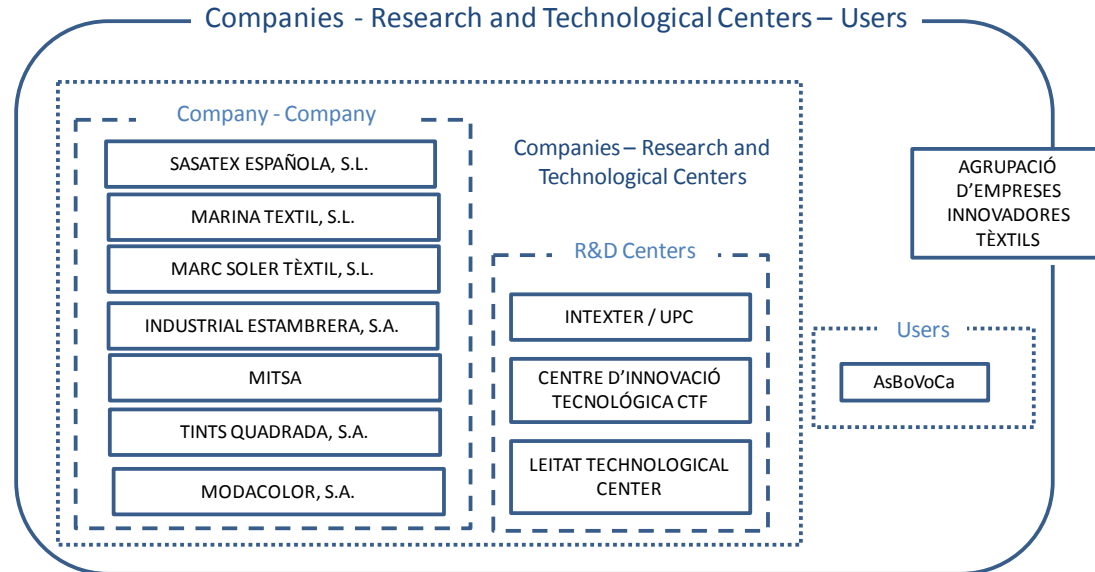 Companies - Research and Technological Centers – Users
Company - Company
SASATEX ESPAÑOLA, S.L.
MARINA TEXTIL, S.L.
MARC SOLER TÈXTIL, S.L.
INDUSTRIAL ESTAMBRERA, S.A.
MITSA
TINTS QUADRADA, S.A.
MODACOLOR, S.A.
Companies – Research and
Technological Centers
R&D Centers
INTEXTER / UPC
CENTRE D'INNOVACIÓ
TECNOLÓGICA CTF
LEITAT TECHNOLOGICAL
CENTER
Users
AsBoVoCa
AGRUPACIÓ
D'EMPRESES
INNOVADORES
TÈXTILS